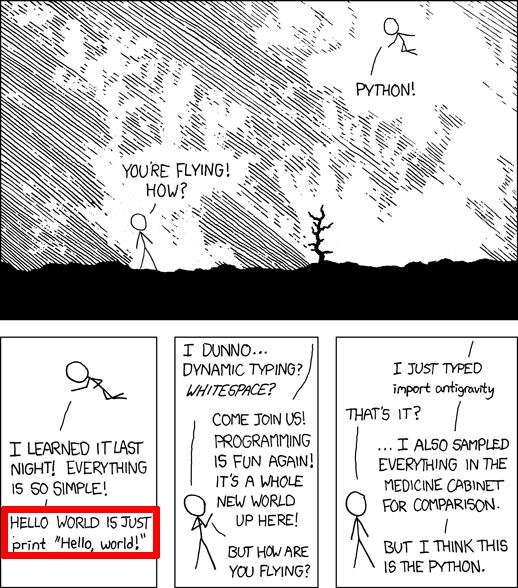 YOU'RE FLYING!
HOW?
PYTHON!
I LEARNED IT LAST
NIGHT! EVERYTHING
IS SO SIMPLE!
HELLO WORLD IS JUST
print "Hello, world!"
I DUNNO...
DYNAMIC TYPING?
WHITESPACE?
COME JOIN US!
PROGRAMMING
IS FUN AGAIN!
IT'S A WHOLE
NEW WORLD
UP HERE!
BUT HOW ARE
YOU FLYING?
I JUST TYPED
import antigravity
THAT'S IT?
...I ALSO SAMPLED
EVERYTHING IN THE
MEDICINE CABINET
FOR COMPARISON.
BUT I THINK THIS
IS THE PYTHON.